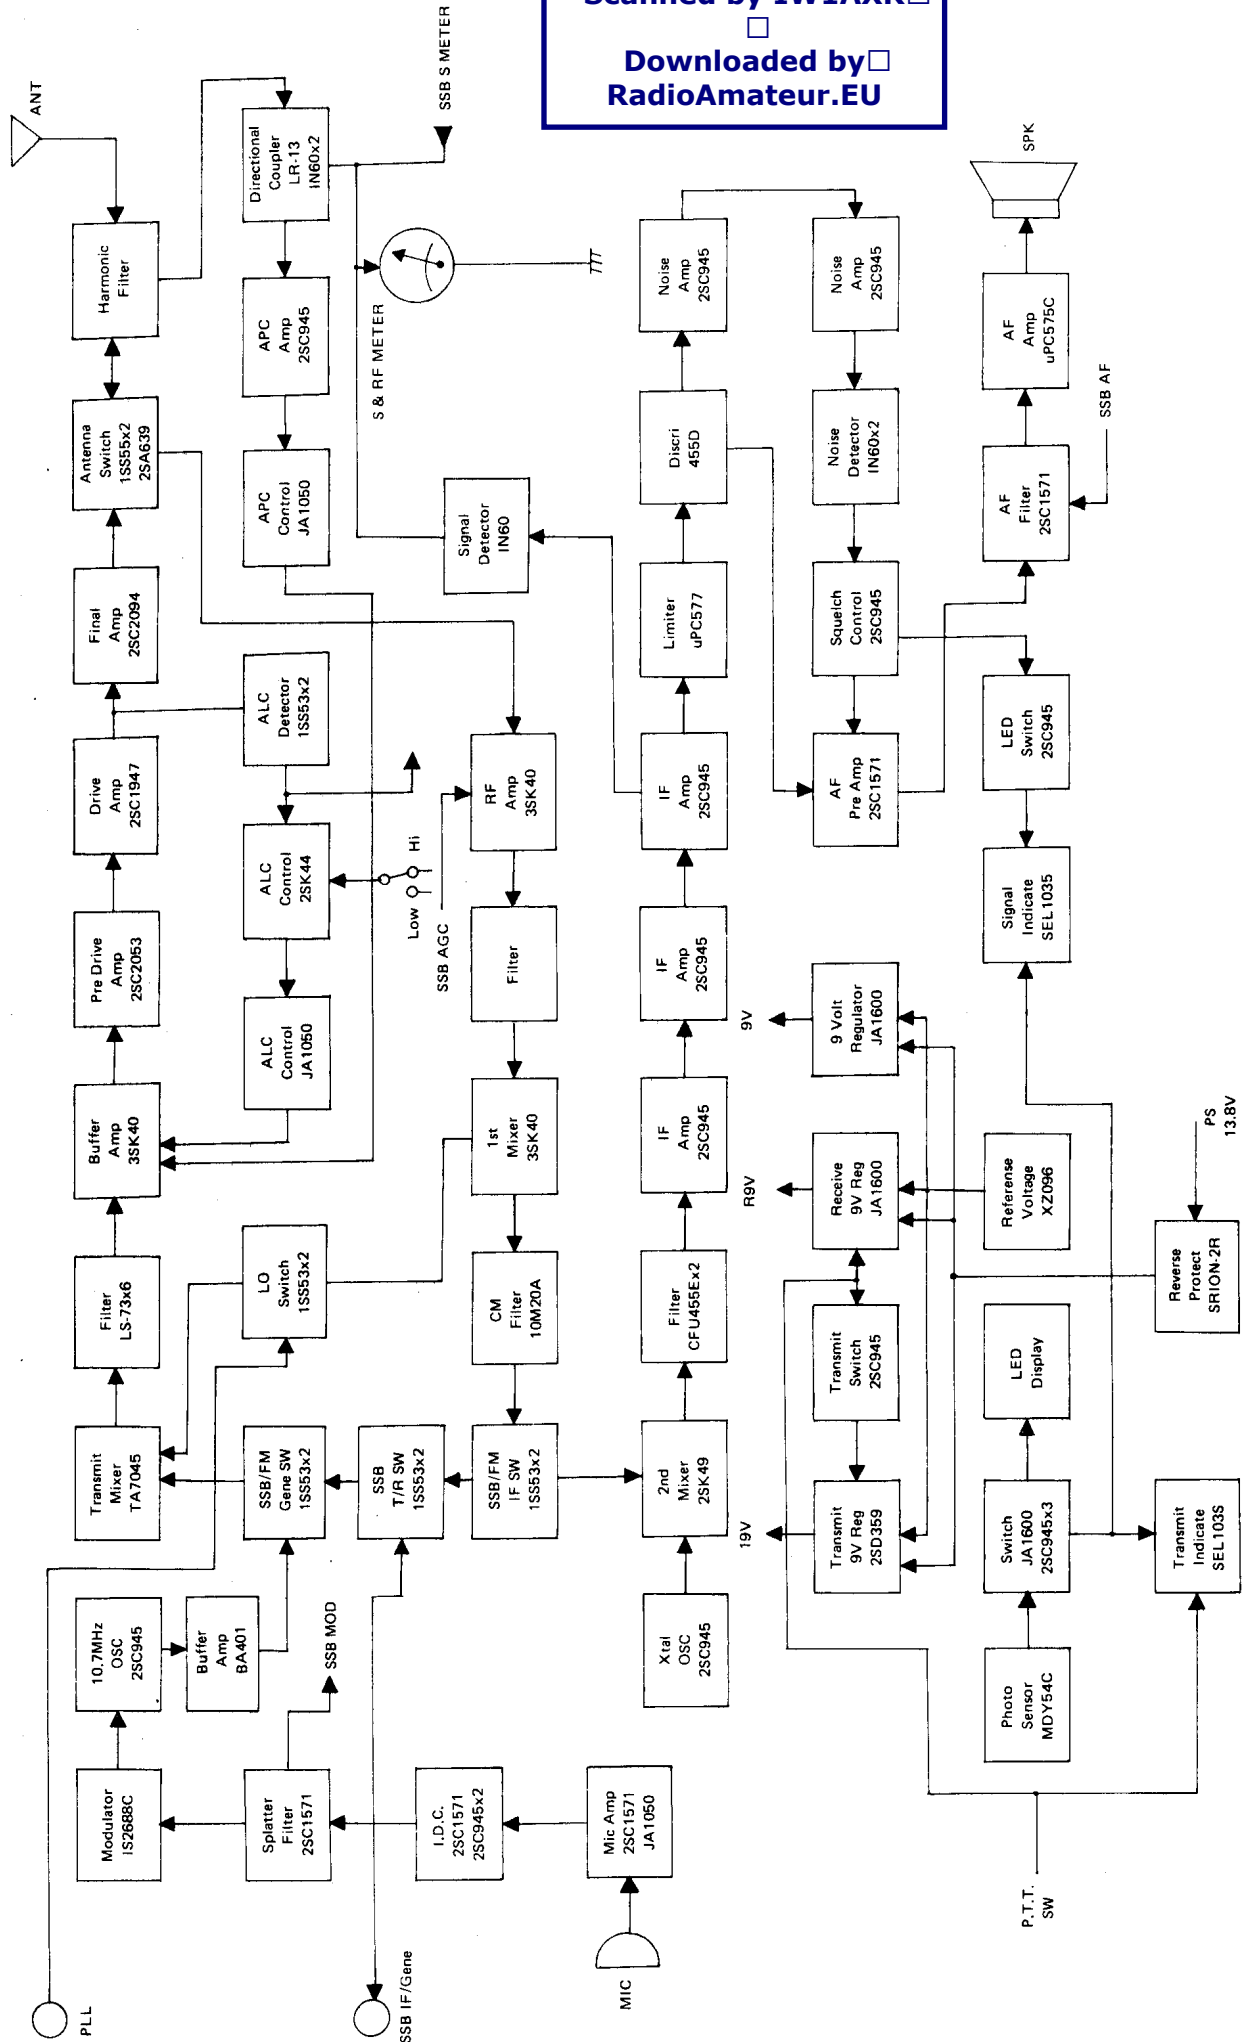 Scanned by IW1AXR□
□
Downloaded by□
RadioAmateur.EU
ANT
Harmonic
Filter
Antenna
Switch
1SS55x2
2SA639
Final
Amp
2SC2094
Drive
Amp
2SC1947
Pre Drive
Amp
2SC2053
Buffer
Amp
3SK40
Filter
LS-73x6
Transmit
Mixer
TA7045
10.7MHz
OSC
2SC945
Modulator
IS2688C
PLL
Directional
Coupler
LR-13
IN60x2
SSB S METER
APC
Amp
2SC945
APC
Control
JA1050
ALC
Detector
1SS53x2
ALC
Control
2SK44
ALC
Control
JA1050
LO
Switch
1SS53x2
SSB/FM
Gene SW
1SS53x2
Buffer
Amp
BA401
Splatter
Filter
2SC1571
SSB MOD
S & RF METER
Low
Hi
SSB AGC
SSB
T/R SW
1SS53x2
SSB IF/Gene
Signal
Detector
IN60
RF
Amp
3SK40
Filter
1st
Mixer
3SK40
CM
Filter
10M20A
SSB/FM
IF SW
1SS53x2
I.D.C.
2SC1571
2SC945x2
Mic Amp
2SC1571
JA1050
MIC
Noise
Amp
2SC945
Discri
455D
Limiter
uPC577
IF
Amp
2SC945
IF
Amp
2SC945
IF
Amp
2SC945
Filter
CFU455Ex2
2nd
Mixer
2SK49
Xtal
OSC
2SC945
Noise
Amp
2SC945
Noise
Detector
IN60x2
Squelch
Control
2SC945
AF
Pre Amp
2SC1571
9V
9 Volt
Regulator
JA1600
R9V
Receive
9V Reg
JA1600
Transmit
Switch
2SC945
19V
Transmit
9V Reg
2SD359
SPK
AF
Amp
uPC575C
AF
Filter
2SC1571
SSB AF
LED
Switch
2SC945
Signal
Indicate
SEL1035
Referense
Voltage
XZ096
LED
Display
Switch
JA1600
2SC945x3
Photo
Sensor
MDY54C
P.T.T.
SW
PS
13.8V
Reverse
Protect
SRION-2R
Transmit
Indicate
SEL103S